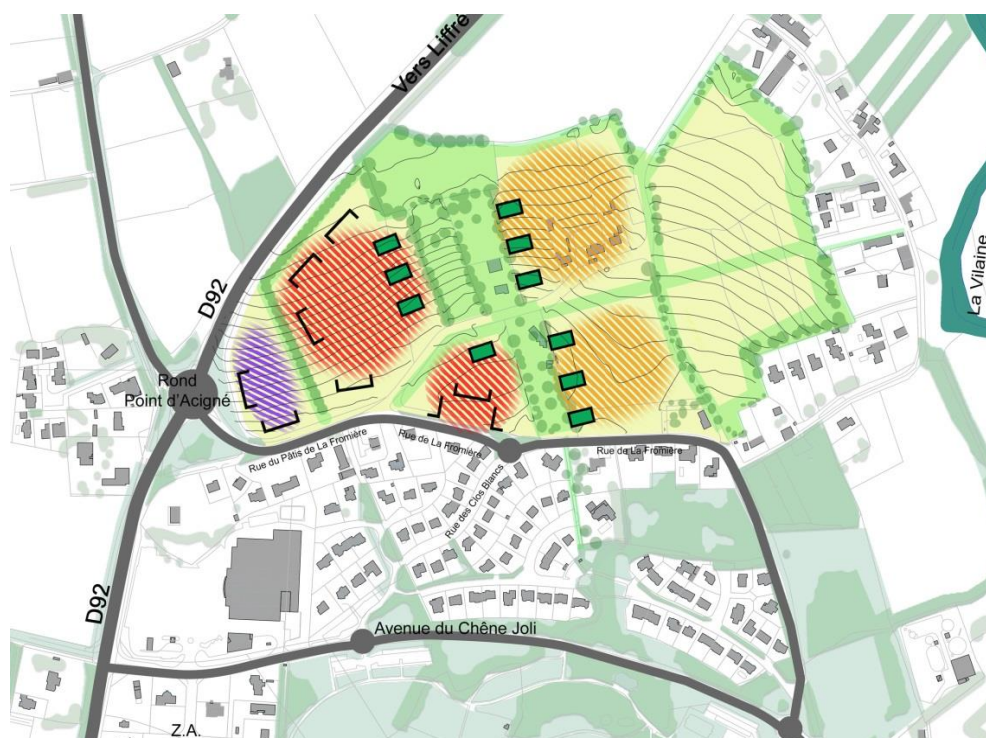 Vers Liffré
D92
La Vilaine
Rond
Point d'Acigné
Rue du Pâtis de La Fromière
Rue de La Fromière
Rue des Clos Blancs
Rue de La Fromière
D92
Avenue du Chêne Joli
Z.A.